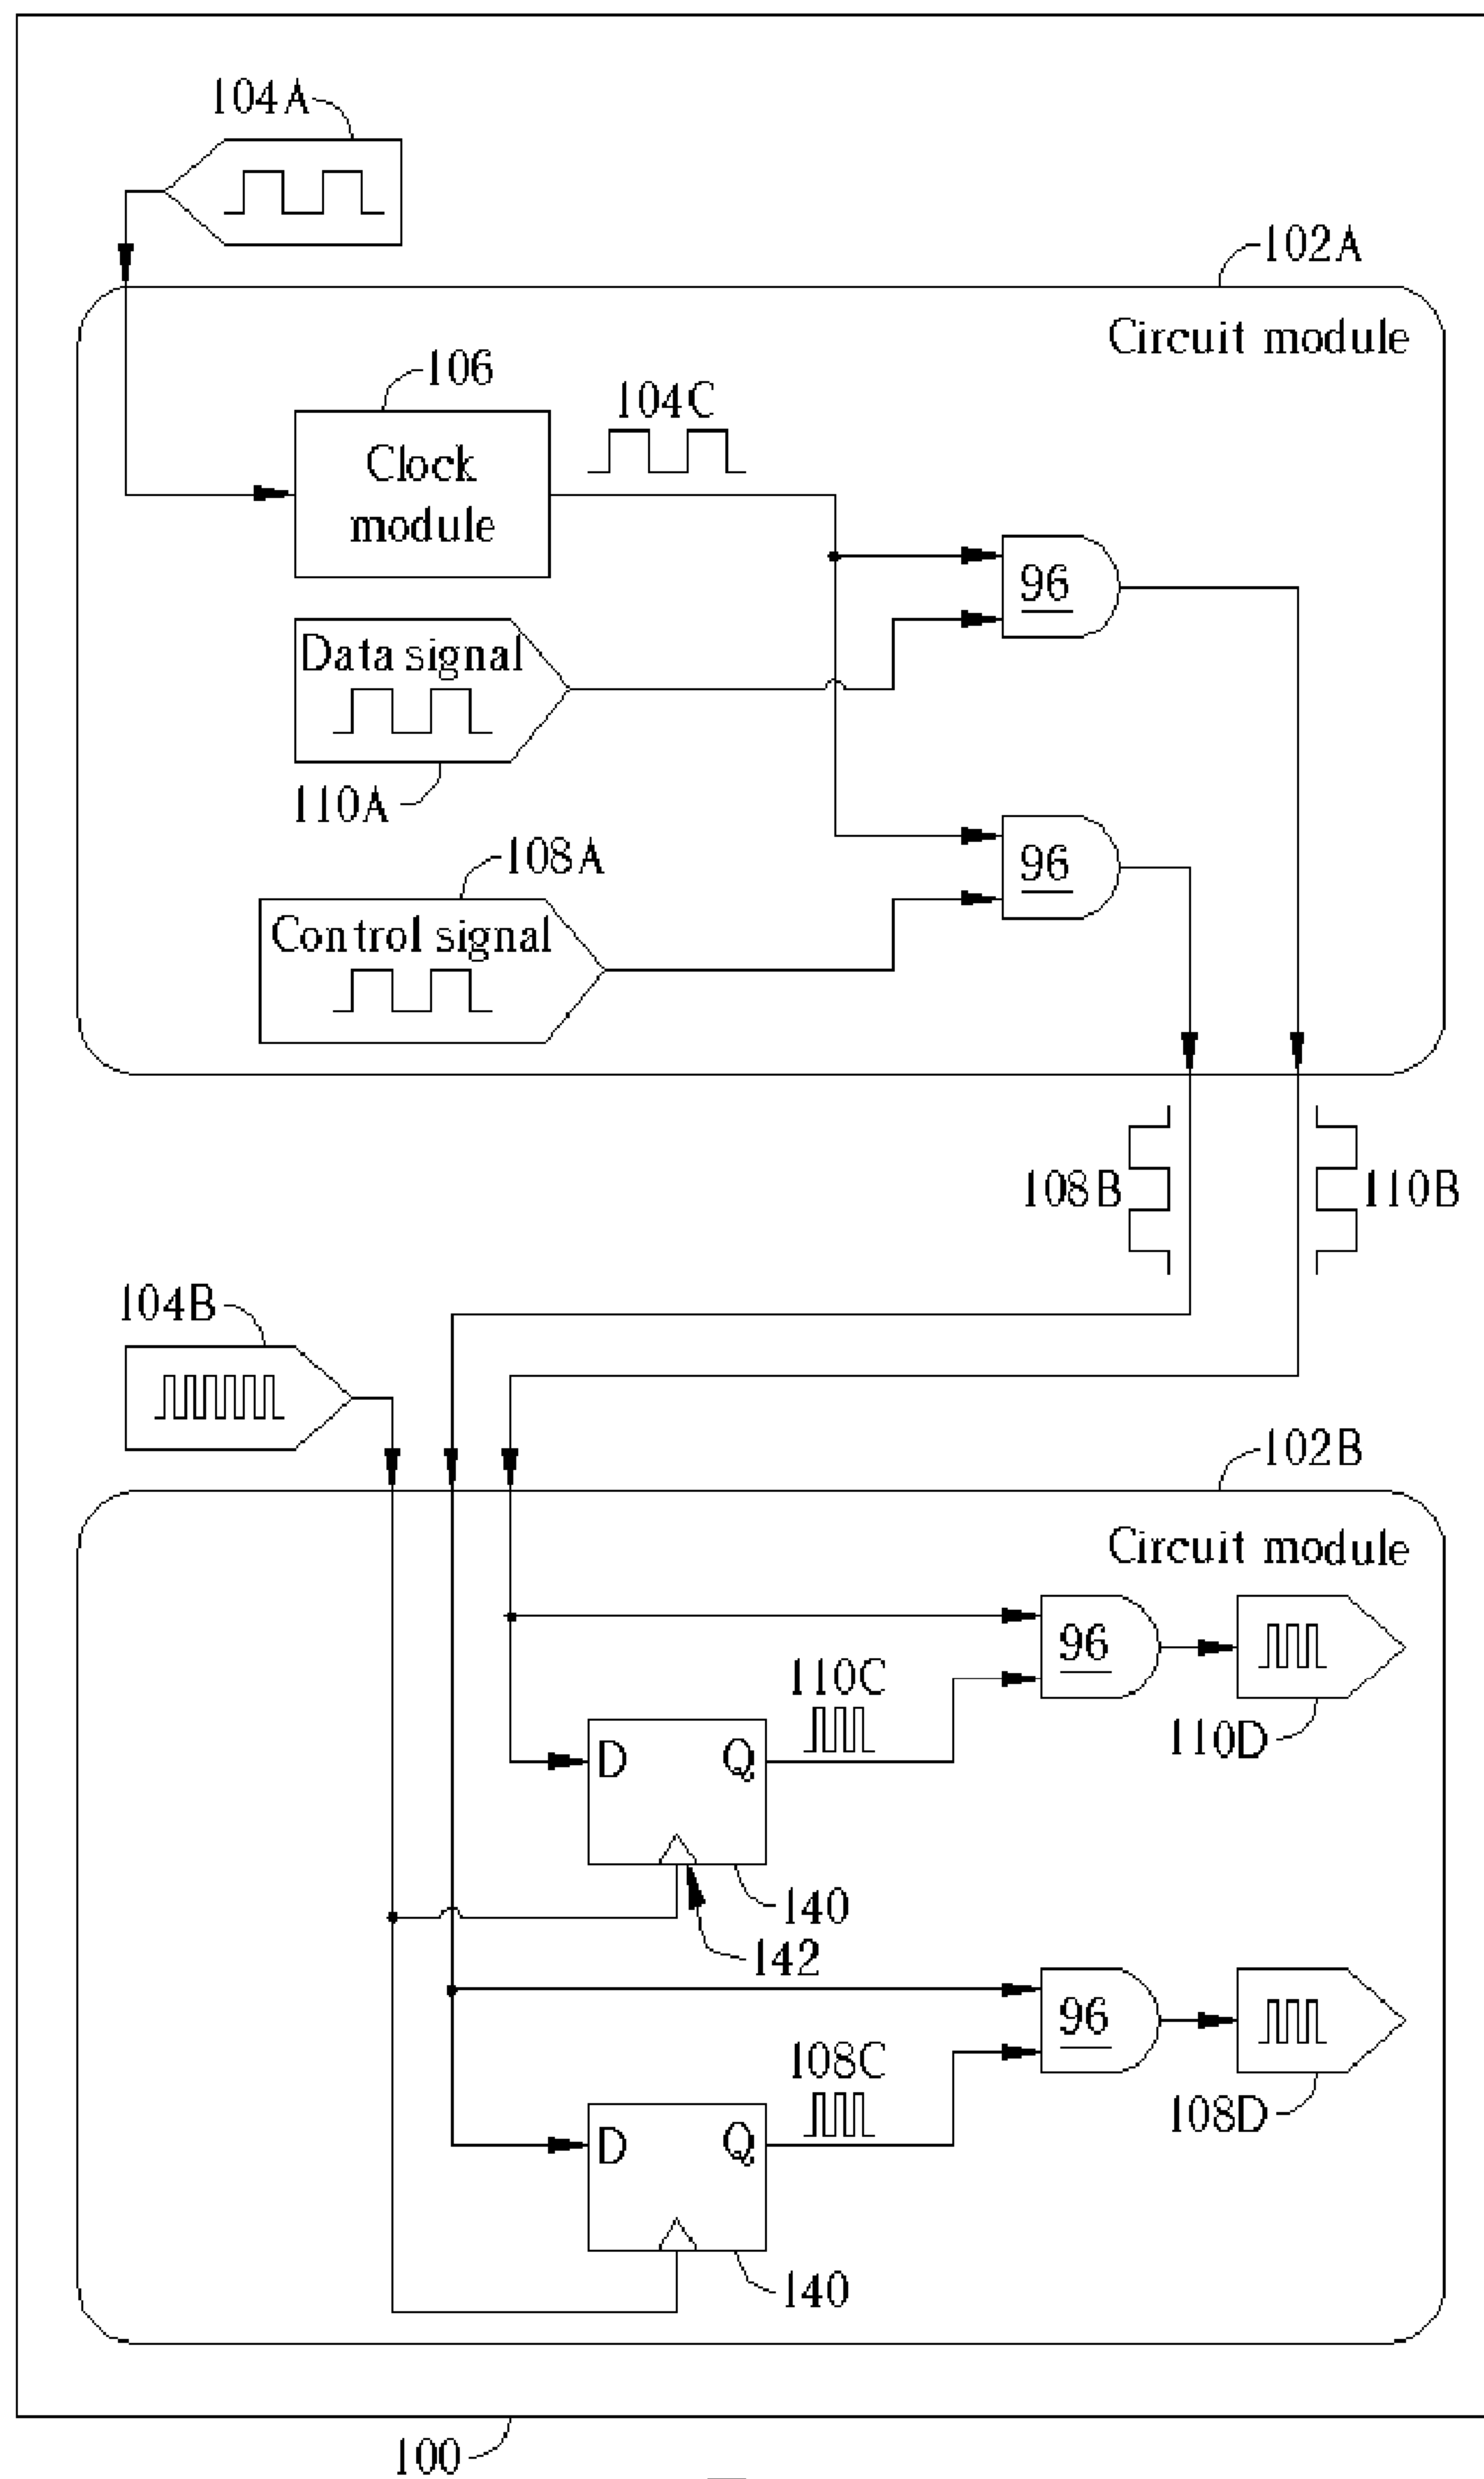 104A
102A
Circuit module
106
104C
Clock
module
96
Data signal
110A
108A
96
Control signal
108B
110B
104B
102B
Circuit module
96
110C
110D
D
Q
140
142
96
108C
108D
D
Q
140
100